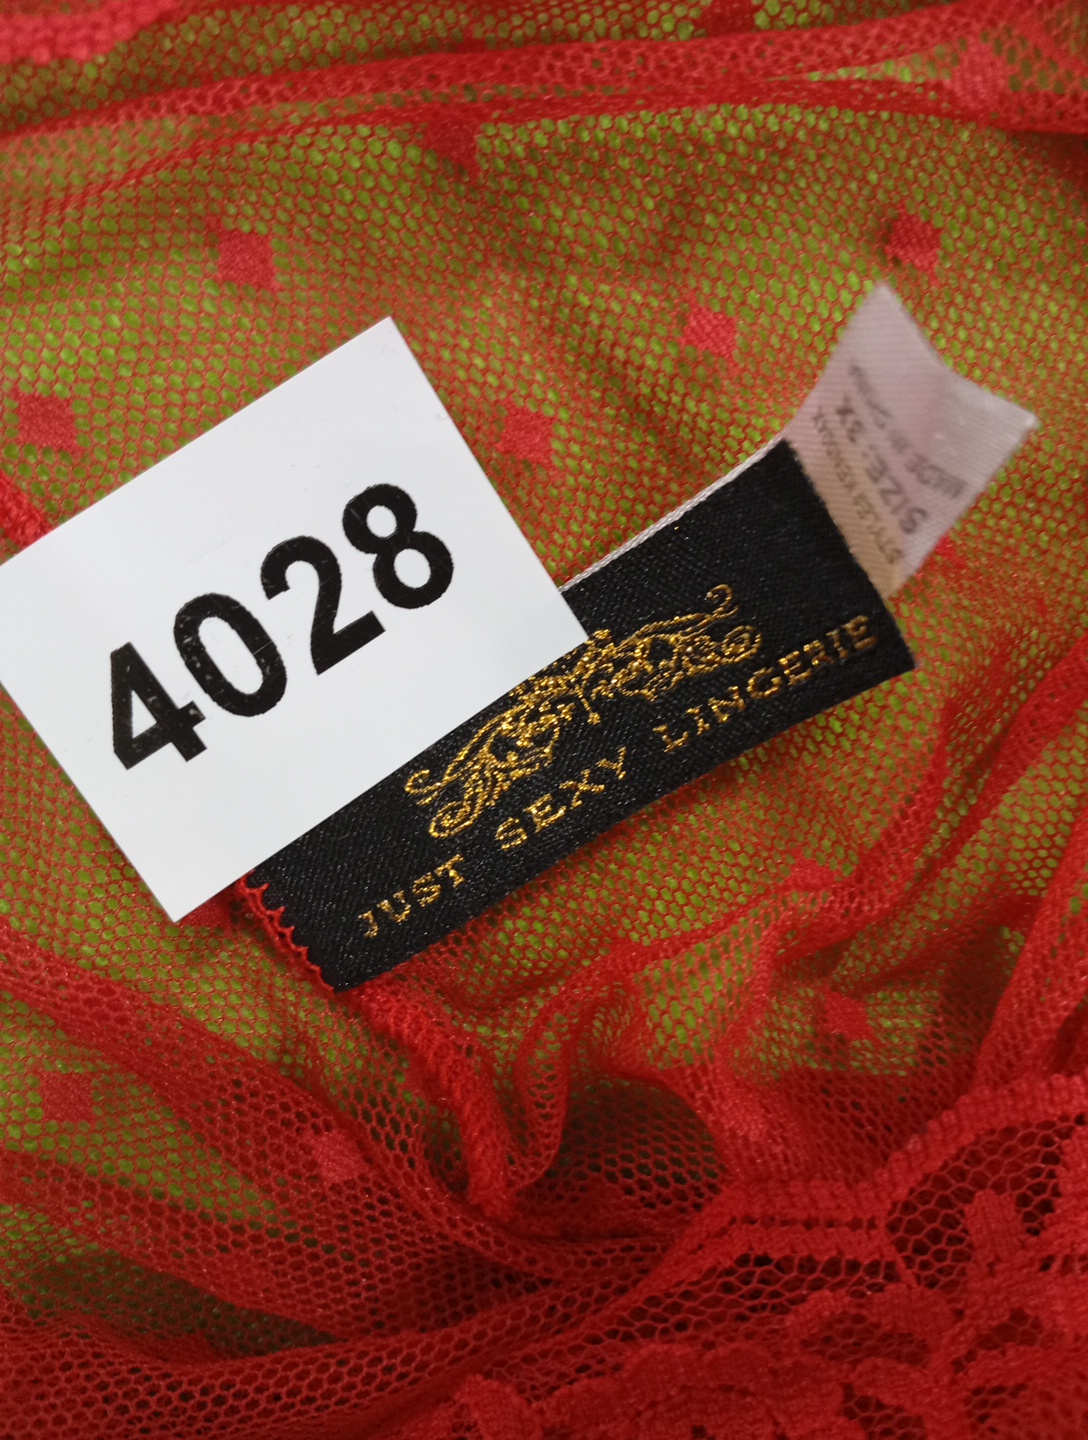 4028
JUST SEXY LINGERIE
SIZE: 3X
MADE IN CHINA